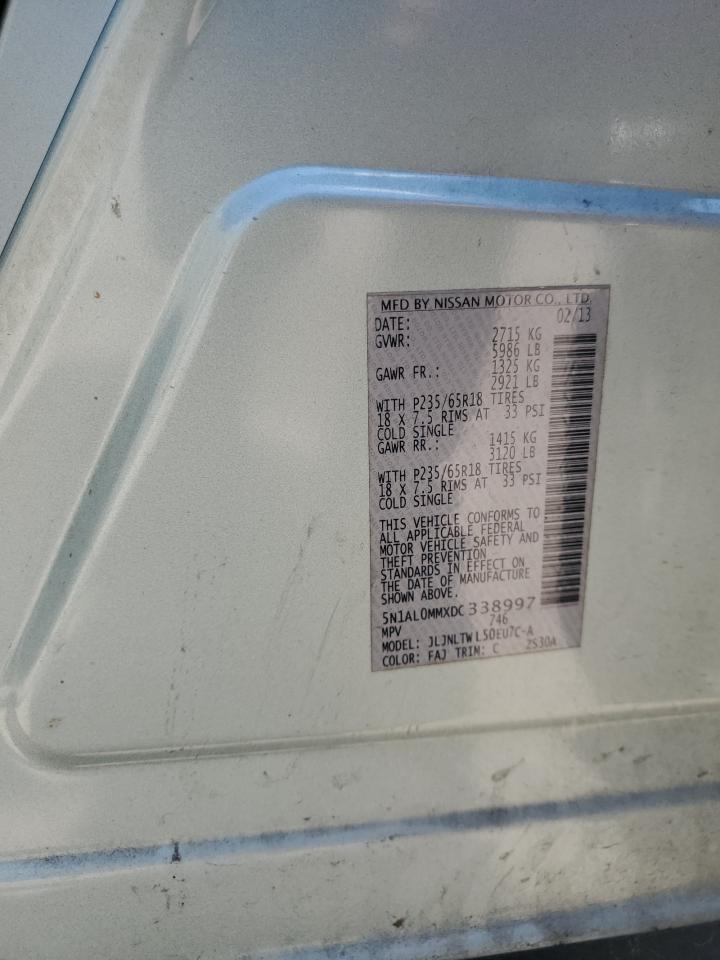 MFD BY NISSAN MOTOR CO., LTD.
DATE: 02/13
GVWR: 2715 KG
5986 LB
GAWR FR.: 1325 KG
2921 LB
WITH P235/65R18 TIRES
18 X 7.5 RIMS AT 33 PSI
COLD SINGLE
GAWR RR.: 1415 KG
3120 LB
WITH P235/65R18 TIRES
18 X 7.5 RIMS AT 33 PSI
COLD SINGLE
THIS VEHICLE CONFORMS TO
ALL APPLICABLE FEDERAL
MOTOR VEHICLE SAFETY AND
THEFT PREVENTION
STANDARDS IN EFFECT ON
THE DATE OF MANUFACTURE
SHOWN ABOVE.
5N1AL0MMXDC338997
MPV 746
MODEL: JLJNLTWL50EU7C-A
COLOR: FAJ TRIM: C ZS30A